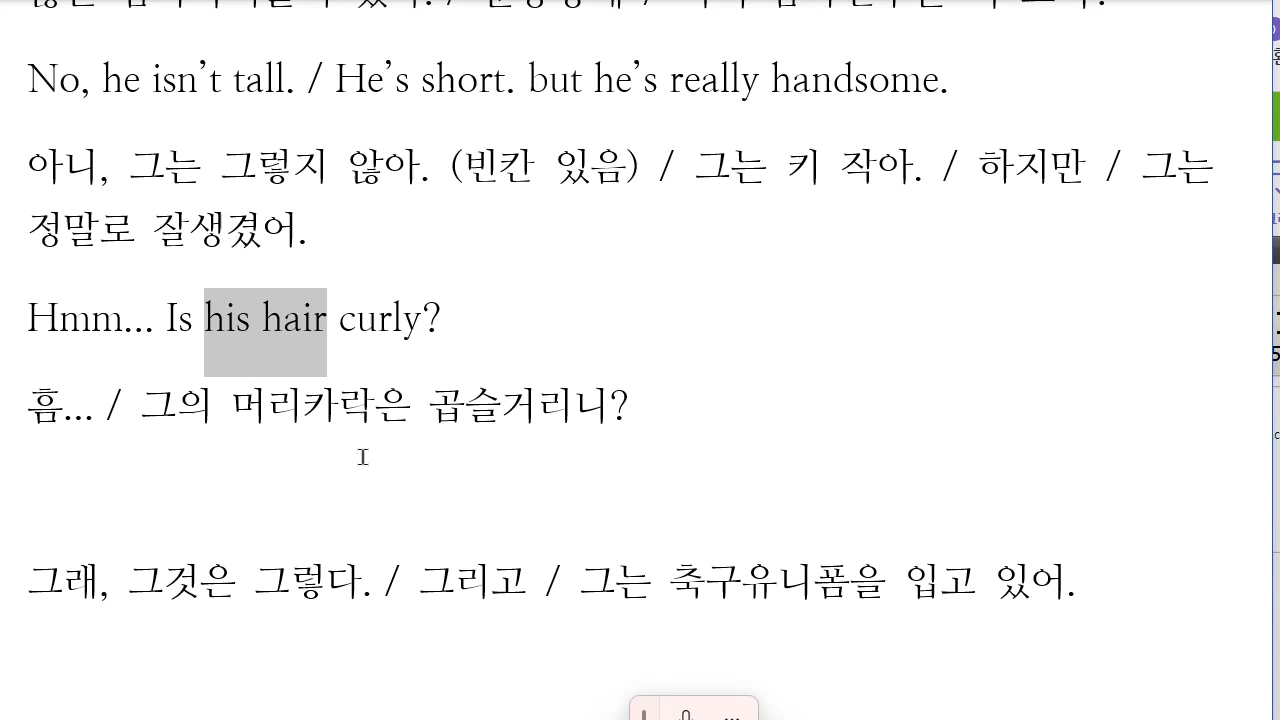 No, he isn’t tall. / He’s short. but he’s really handsome.
아니, 그는 그렇지 않아. (빈칸 있음) / 그는 키 작아. / 하지만 / 그는
정말로 잘생겼어.
Hmm... Is his hair curly?
흠... / 그의 머리카락은 곱슬거리니?
그래, 그것은 그렇다. / 그리고 / 그는 축구유니폼을 입고 있어.